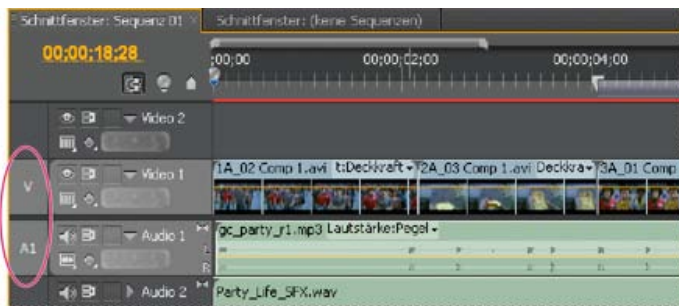 Schnittfenster: Sequenz 01 × Schnittfenster: (keine Sequenzen)
00;00;18;28
;00;00 00;00;02;00 00;00;04;00
Video 2
V Video 1 1A_02 Comp 1.avi t:Deckkraft 2A_03 Comp 1.avi Deckkra 3A_01 Comp
A1 Audio 1 gc_party_r1.mp3 Lautstärke:Pegel
L
R
Audio 2 Party_Life_SFX.wav